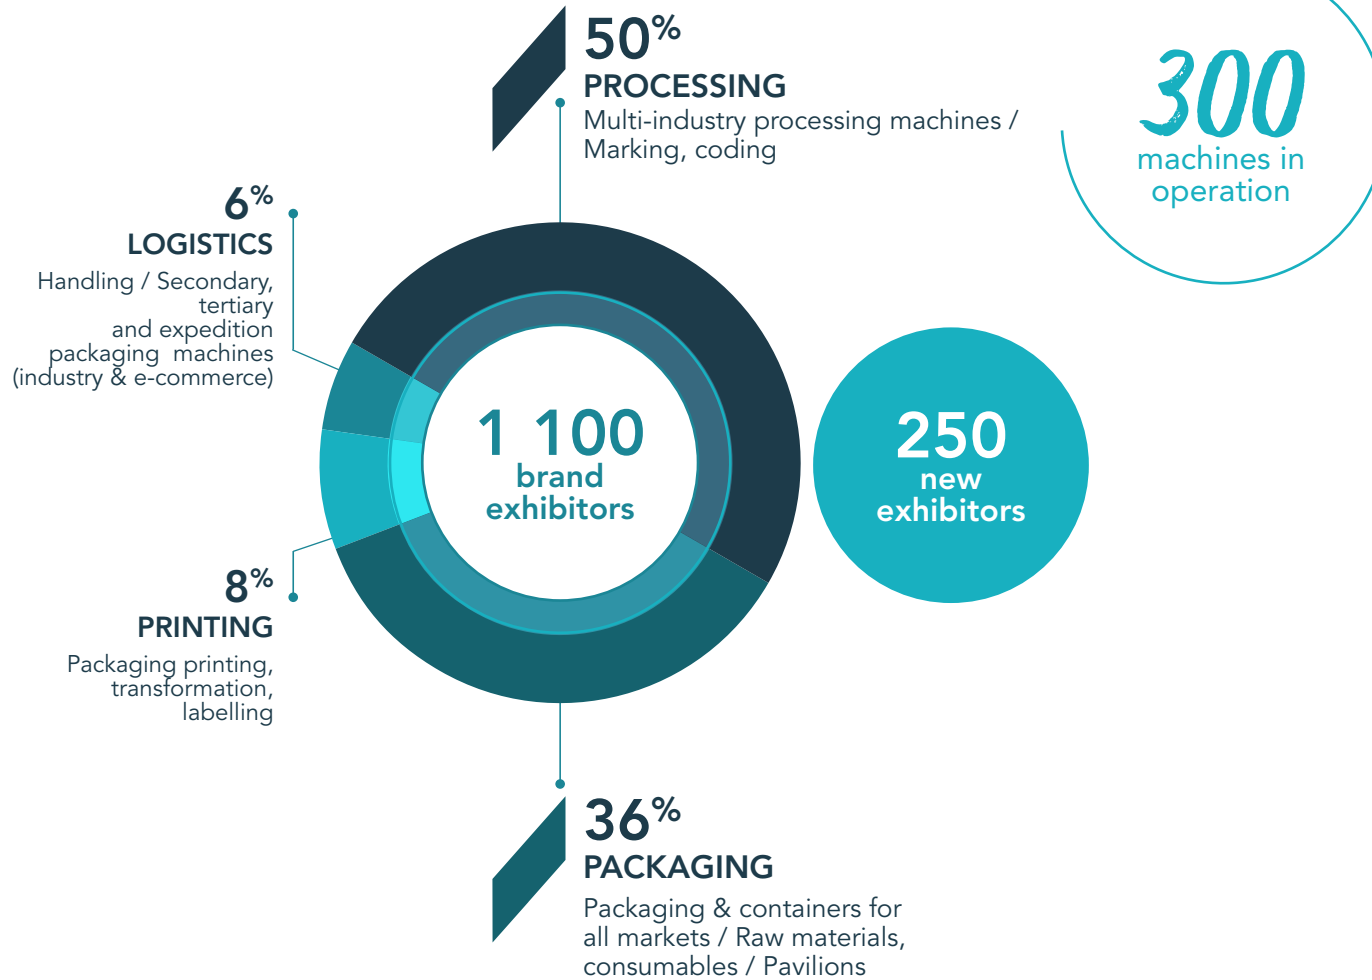 50%
PROCESSING
Multi-industry processing machines /
Marking, coding
300
machines in
operation
6%
LOGISTICS
Handling / Secondary,
tertiary
and expedition
packaging machines
(industry & e-commerce)
1 100
brand
exhibitors
250
new
exhibitors
8%
PRINTING
Packaging printing,
transformation,
labelling
36%
PACKAGING
Packaging & containers for
all markets / Raw materials,
consumables / Pavilions